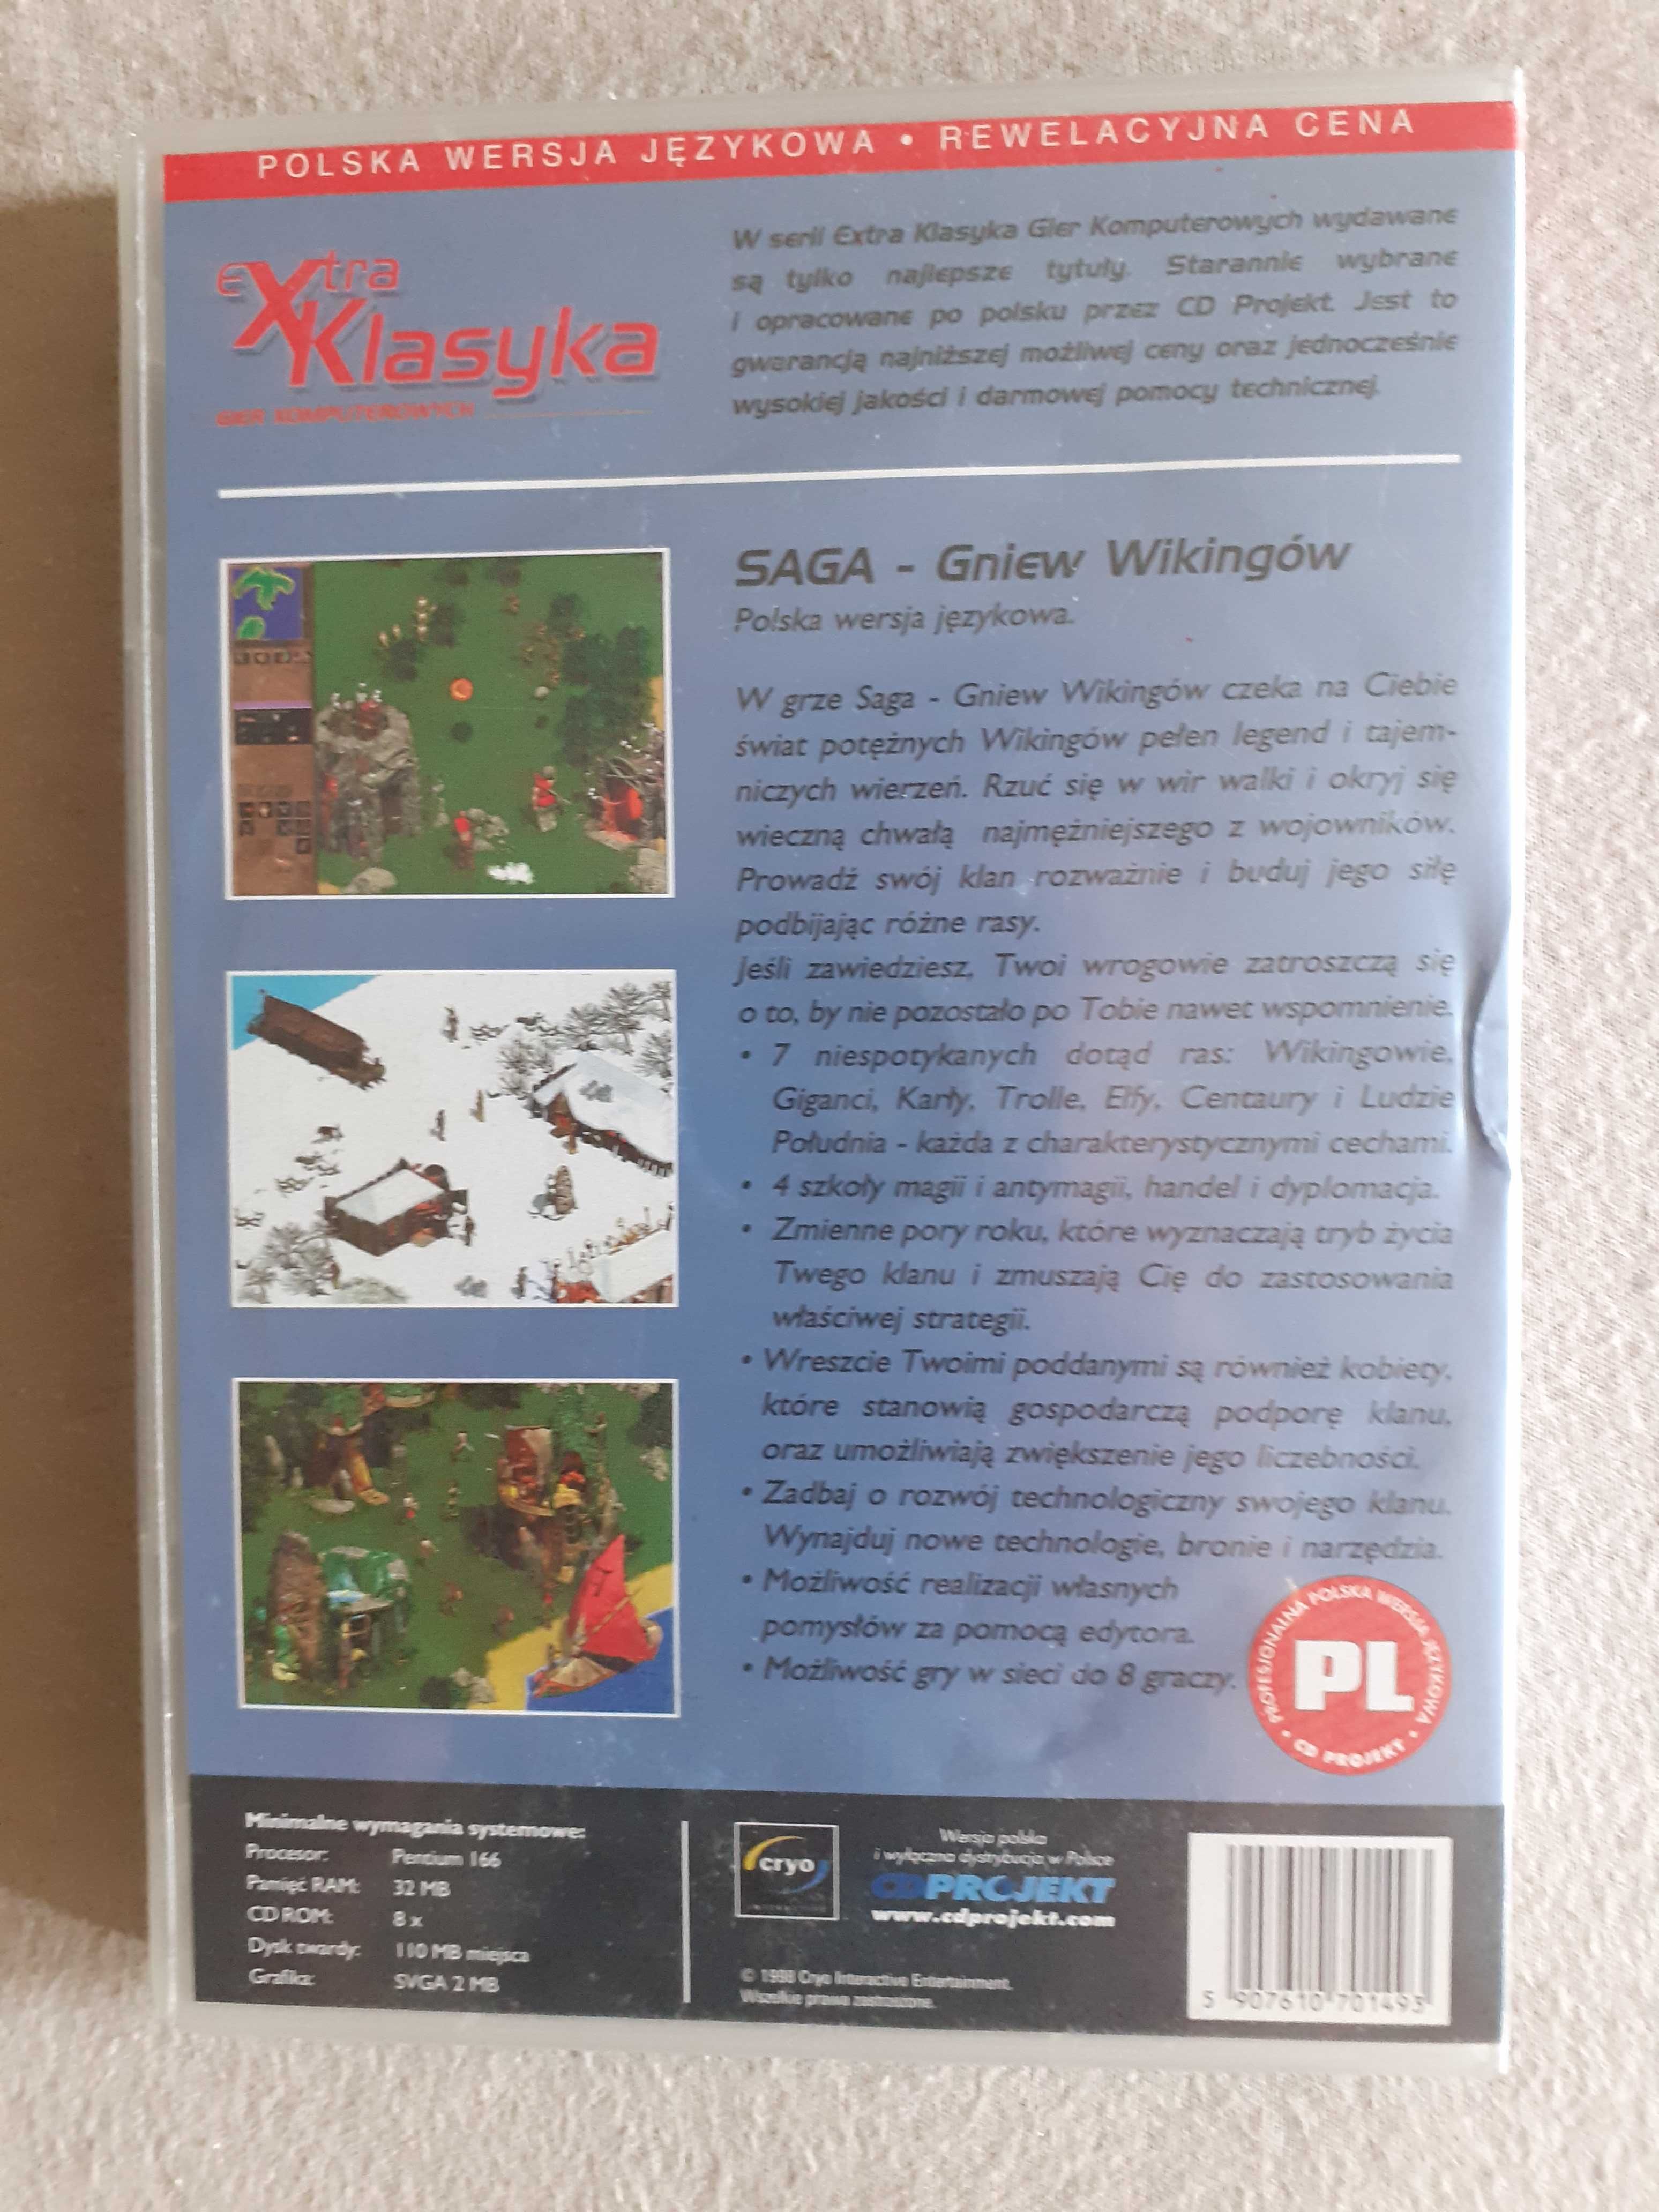 POLSKA WERSJA JĘZYKOWA • REWELACYJNA CENA
eXtra
Klasyka
GIER KOMPUTEROWYCH
W serii Extra Klasyka Gier Komputerowych wydawane
są tylko najlepsze tytuły. Starannie wybrane
i opracowane po polsku przez CD Projekt. Jest to
gwarancją najniższej możliwej ceny oraz jednocześnie
wysokiej jakości i darmowej pomocy technicznej.
SAGA - Gniew Wikingów
Polska wersja językowa.
W grze Saga - Gniew Wikingów czeka na Ciebie
świat potężnych Wikingów pełen legend i tajem-
niczych wierzeń. Rzuć się w wir walki i okryj się
wieczną chwałą najmężniejszego z wojowników.
Prowadź swój klan rozważnie i buduj jego siłę
podbijając różne rasy.
Jeśli zawiedziesz, Twoi wrogowie zatroszczą się
o to, by nie pozostało po Tobie nawet wspomnienie.
• 7 niespotykanych dotąd ras: Wikingowie,
Giganci, Karły, Trolle, Elfy, Centaury i Ludzie
Południa - każda z charakterystycznymi cechami.
• 4 szkoły magii i antymagii, handel i dyplomacja.
• Zmienne pory roku, które wyznaczają tryb życia
Twego klanu i zmuszają Cię do zastosowania
właściwej strategii.
• Wreszcie Twoimi poddanymi są również kobiety,
które stanowią gospodarczą podporę klanu,
oraz umożliwiają zwiększenie jego liczebności.
• Zadbaj o rozwój technologiczny swojego klanu.
Wynajduj nowe technologie, bronie i narzędzia.
• Możliwość realizacji własnych
pomysłów za pomocą edytora.
• Możliwość gry w sieci do 8 graczy.
PROFESJONALNA POLSKA WERSJA JĘZYKOWA
PL
• CD PROJEKT •
Minimalne wymagania systemowe:
Procesor: Pentium 166
Pamięć RAM: 32 MB
CD ROM: 8 x
Dysk twardy: 110 MB miejsca
Grafika: SVGA 2 MB
cryo
INTERACTIVE
Wersja polska
i wyłączna dystrybucja w Polsce
CDPROJEKT
www.cdprojekt.com
© 1998 Cryo Interactive Entertainment.
Wszelkie prawa zastrzeżone.
5 907610 701493